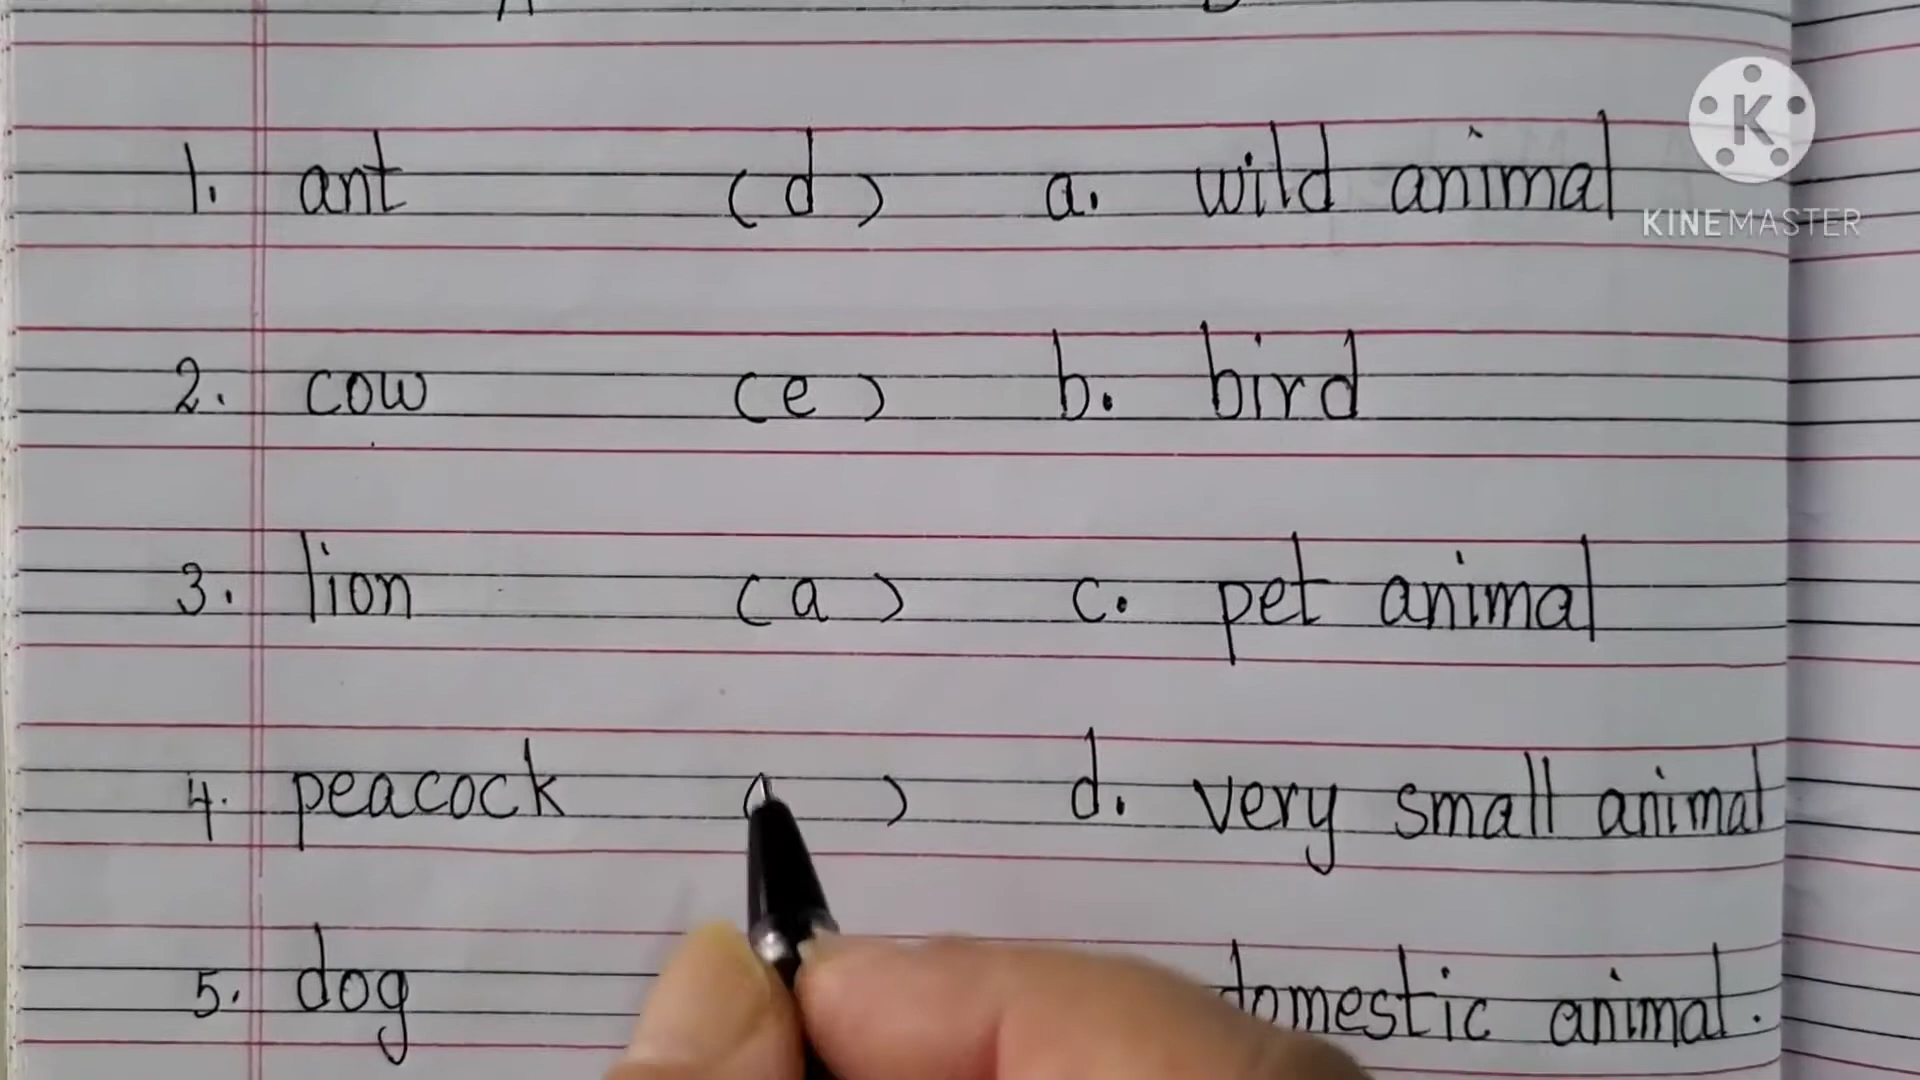 1. ant (d) a. wild animal
K
KINEMASTER
2. cow (e) b. bird
3. lion (a) c. pet animal
4. peacock ( ) d. very small animal
5. dog domestic animal.